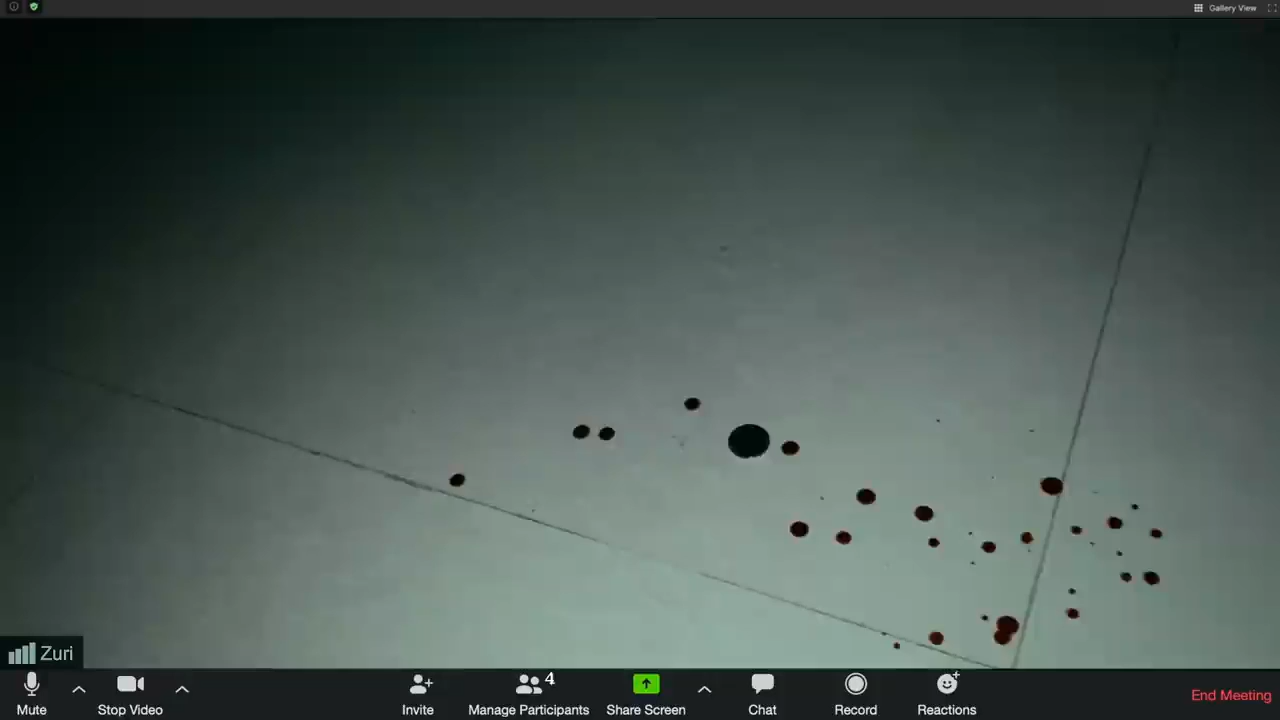 Gallery View
Zuri
4
Mute
Stop Video
Invite
Manage Participants
Share Screen
Chat
Record
Reactions
End Meeting